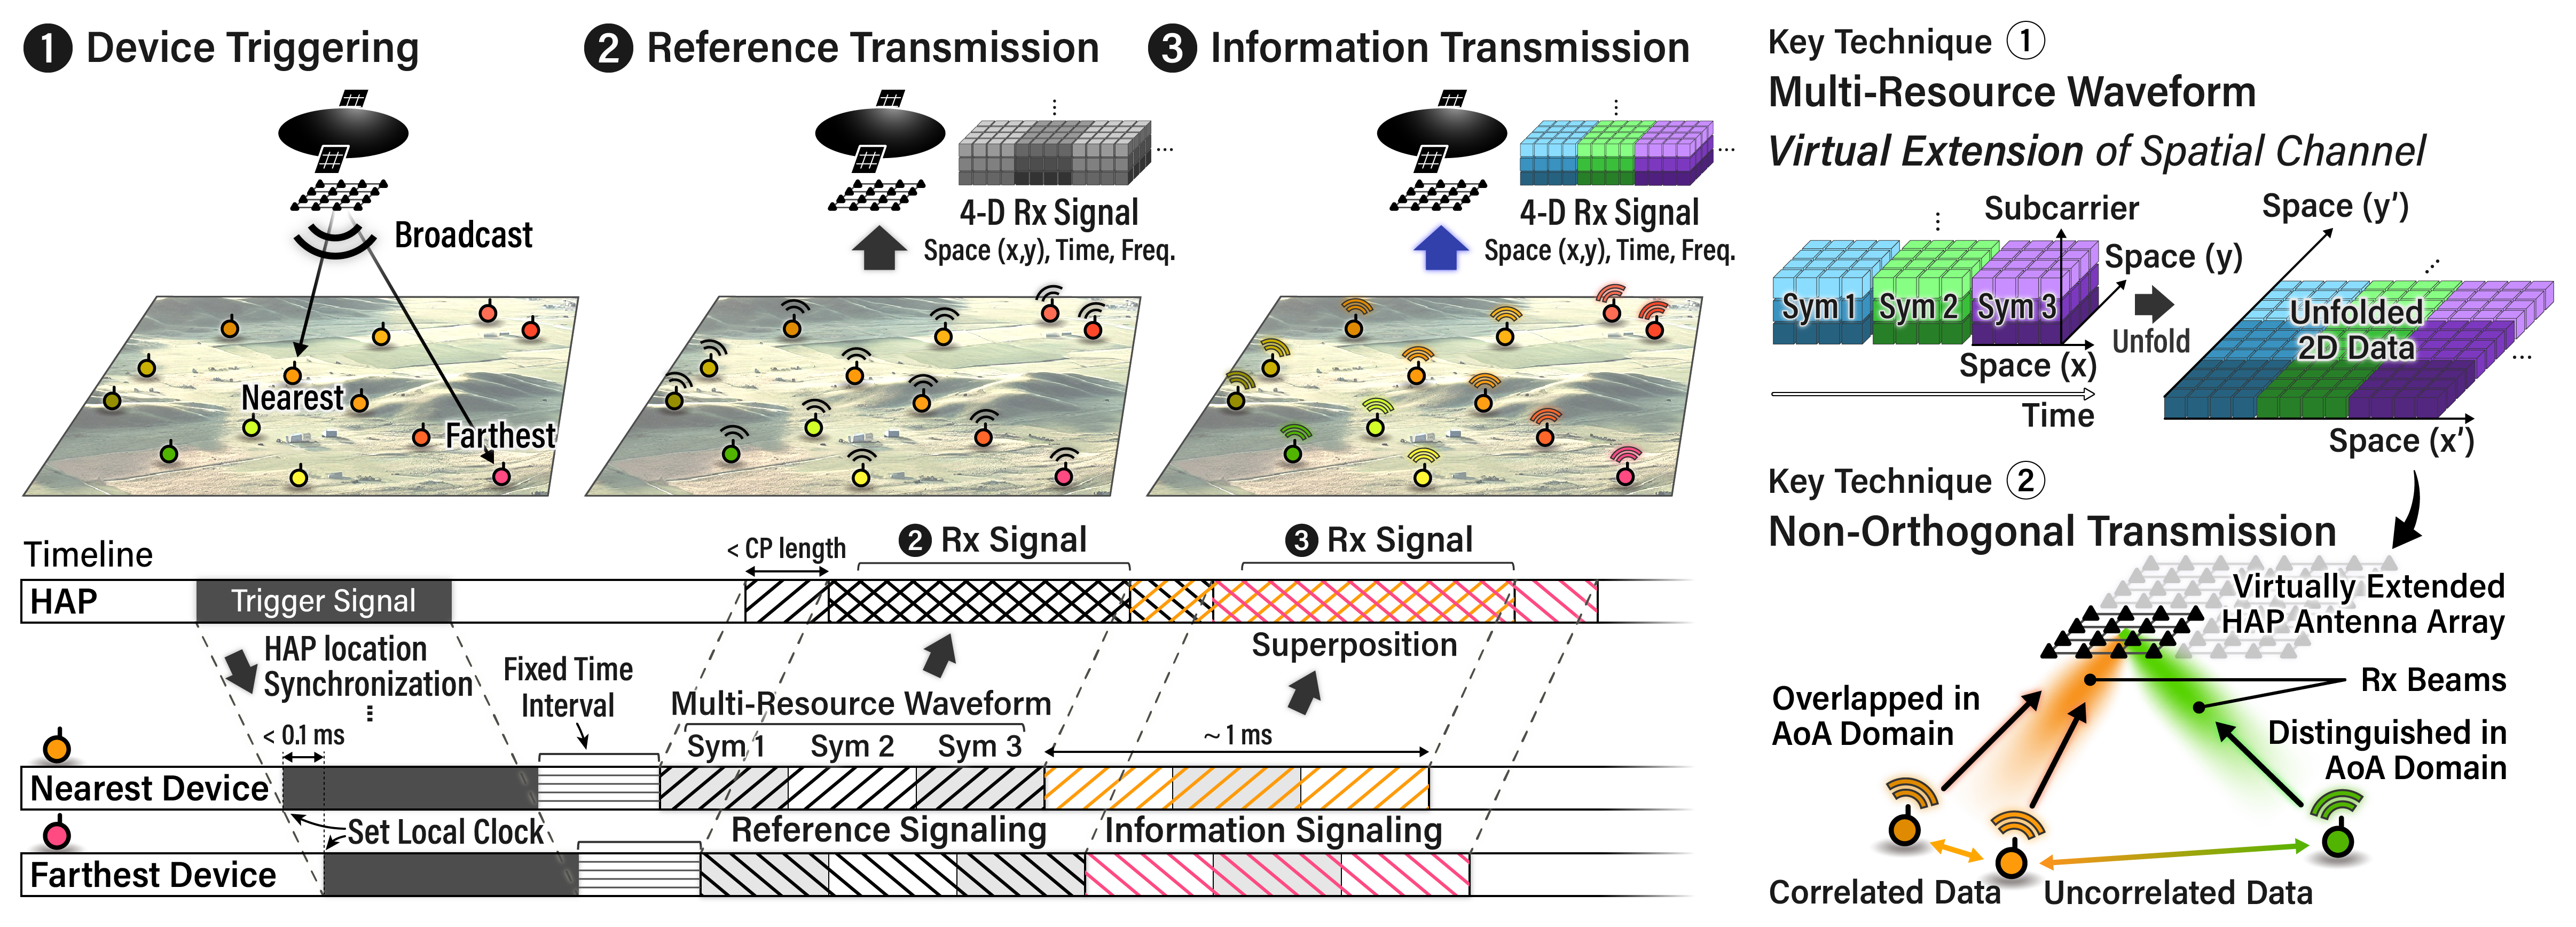 ❶ Device Triggering
Broadcast
Nearest
Farthest
❷ Reference Transmission
4-D Rx Signal
Space (x,y), Time, Freq.
❸ Information Transmission
4-D Rx Signal
Space (x,y), Time, Freq.
Key Technique ①
Multi-Resource Waveform
Virtual Extension of Spatial Channel
Subcarrier
Space (y)
Sym 1
Sym 2
Sym 3
Space (x)
Time
Unfold
Space (y′)
Unfolded
2D Data
Space (x′)
Key Technique ②
Non-Orthogonal Transmission
Virtually Extended
HAP Antenna Array
Rx Beams
Overlapped in
AoA Domain
Distinguished in
AoA Domain
Correlated Data
Uncorrelated Data
Timeline
< CP length
❷ Rx Signal
❸ Rx Signal
HAP
Trigger Signal
HAP location
Synchronization
Fixed Time
Interval
Superposition
Multi-Resource Waveform
< 0.1 ms
Sym 1
Sym 2
Sym 3
~ 1 ms
Nearest Device
Set Local Clock
Reference Signaling
Information Signaling
Farthest Device